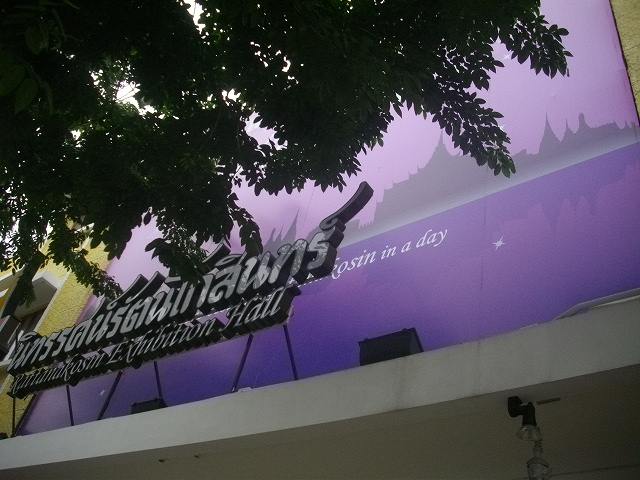 นิทรรศน์รัตนโกสินทร์
Rattanakosin Exhibition Hall
in a day